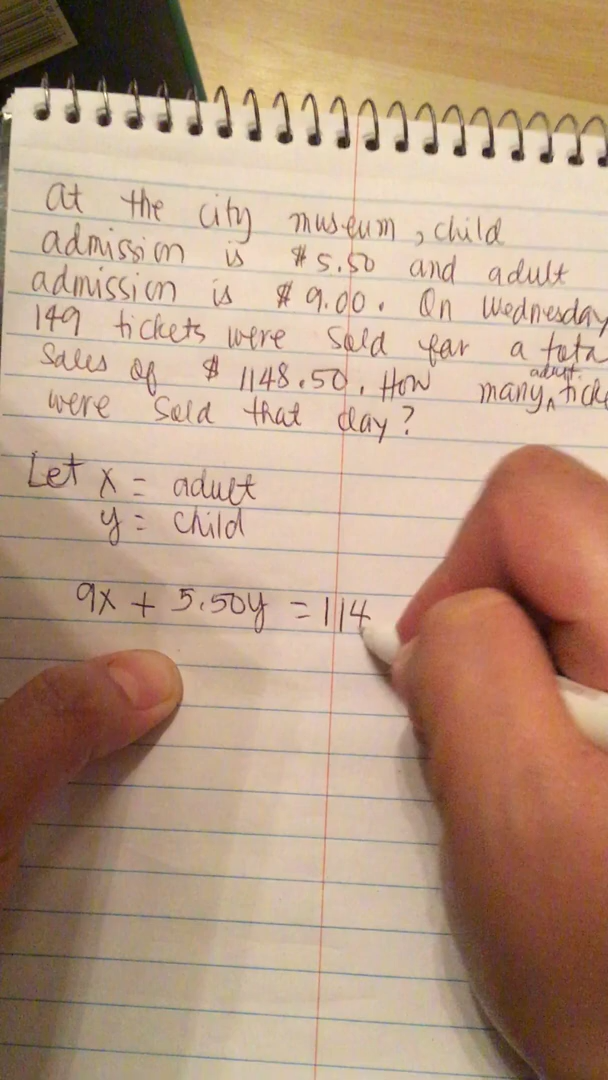 at the city museum, child
admission is $5.50 and adult
admission is $9.00. On Wednesday
149 tickets were sold for a tota
Sales of $1148.50. How many adult ticke
were sold that day?
Let x = adult
y = child
9x + 5.50y = 114